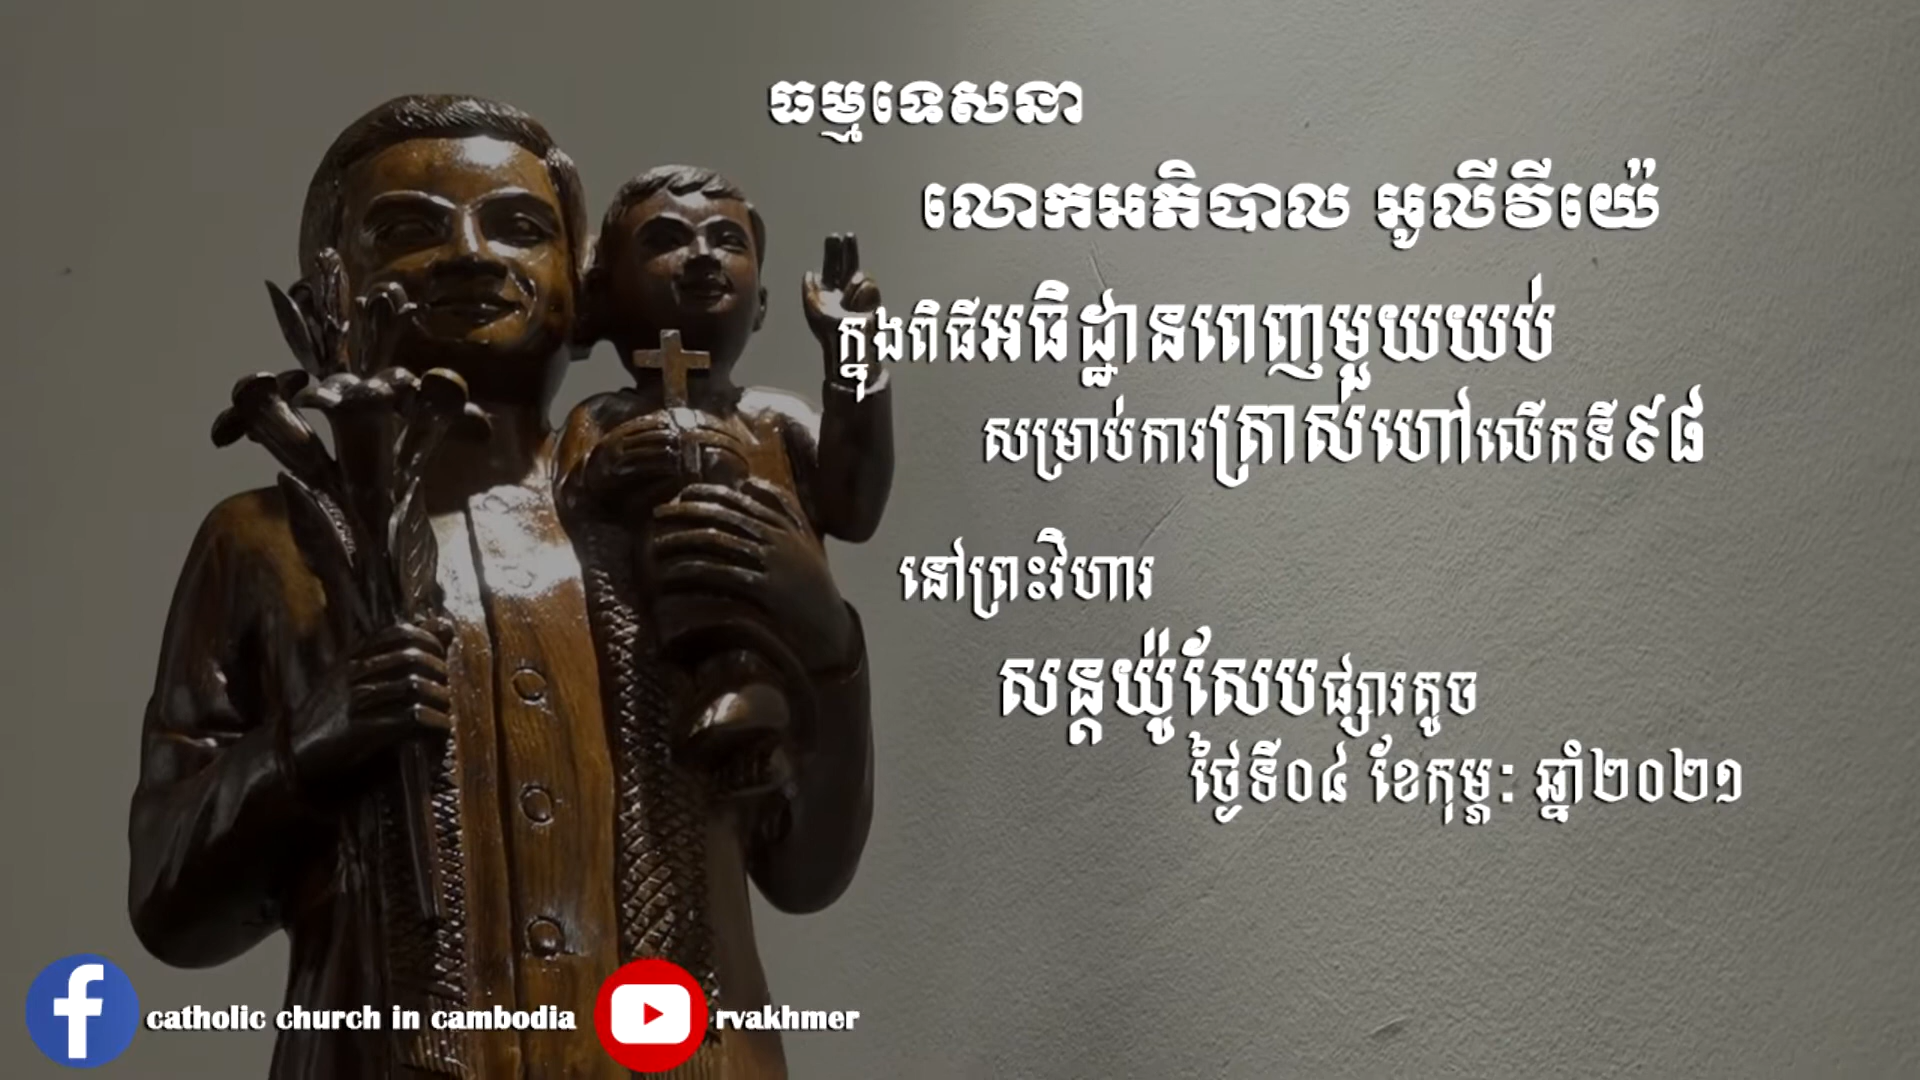 ធម្មទេសនា
លោកអភិបាល អូលីវីយ៉េ
ក្នុងពិធីអធិដ្ឋានពេញមួយយប់
សម្រាប់ការត្រាស់ហៅលើកទី៩៨
នៅព្រះវិហារ
សន្តយ៉ូសែបផ្សារតូច
ថ្ងៃទី០៤ ខែកុម្ភៈ ឆ្នាំ២០២១
catholic church in cambodia
rvakhmer